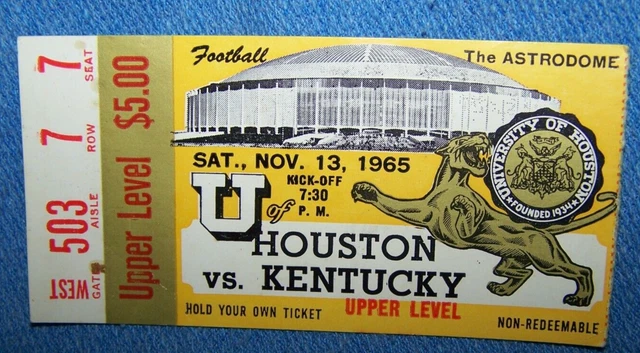 7
SEAT
7
ROW
503
AISLE
WEST
GATE
Upper Level $5.00
Football
The ASTRODOME
SAT., NOV. 13, 1965
KICK-OFF
7:30
P. M.
U of
HOUSTON
vs. KENTUCKY
UPPER LEVEL
HOLD YOUR OWN TICKET
NON-REDEEMABLE
UNIVERSITY OF HOUSTON
FOUNDED 1934